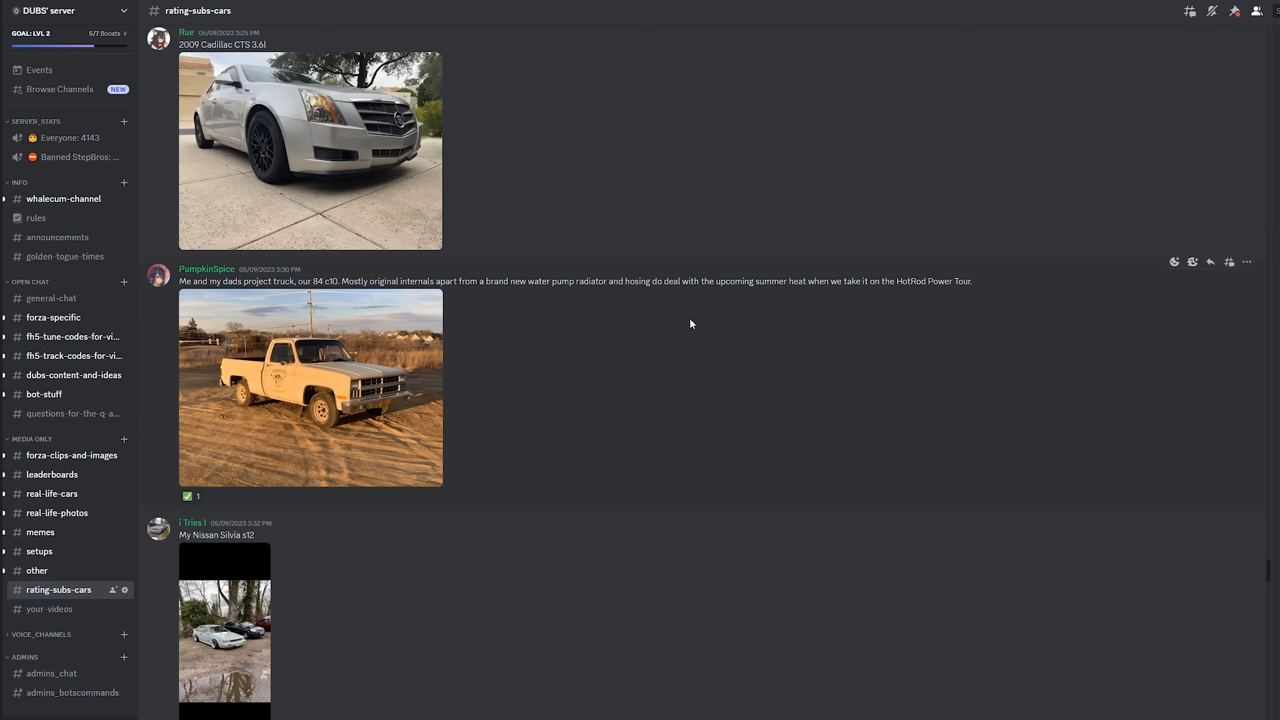 DUBS' server
GOAL: LVL 2
5/7 Boosts
Events
Browse Channels
NEW
SERVER_STATS
Everyone: 4143
Banned StepBros: ...
INFO
whalecum-channel
rules
announcements
golden-togue-times
OPEN CHAT
general-chat
forza-specific
fh5-tune-codes-for-vi...
fh5-track-codes-for-vi...
dubs-content-and-ideas
bot-stuff
questions-for-the-q-a...
MEDIA ONLY
forza-clips-and-images
leaderboards
real-life-cars
real-life-photos
memes
setups
other
rating-subs-cars
your-videos
VOICE_CHANNELS
ADMINS
admins_chat
admins_botscommands
rating-subs-cars
Rue 05/09/2023 3:25 PM
2009 Cadillac CTS 3.6l
PumpkinSpice 05/09/2023 3:30 PM
Me and my dads project truck, our 84 c10. Mostly original internals apart from a brand new water pump radiator and hosing do deal with the upcoming summer heat when we take it on the HotRod Power Tour.
1
i Tries I 05/09/2023 3:32 PM
My Nissan Silvia s12